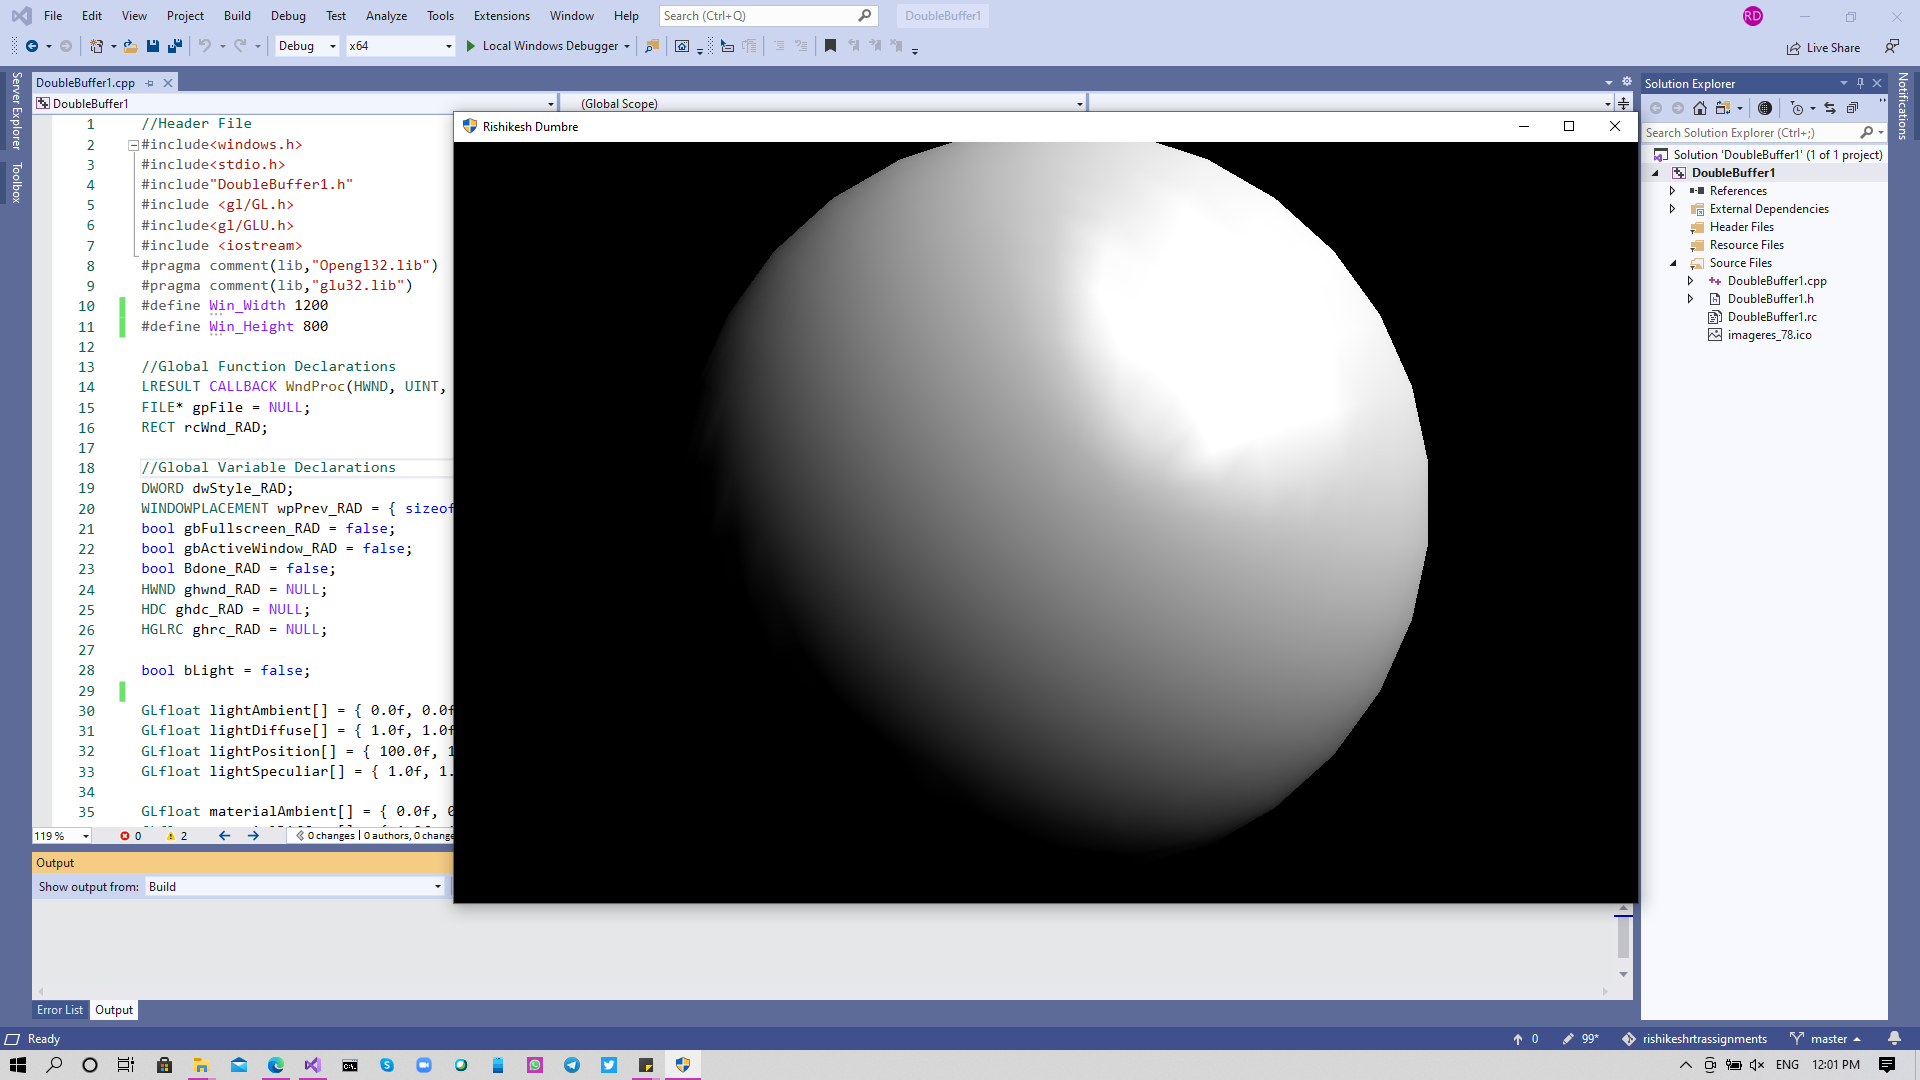 File Edit View Project Build Debug Test Analyze Tools Extensions Window Help Search (Ctrl+Q) DoubleBuffer1 RD
Debug x64 Local Windows Debugger Live Share
Server Explorer
Toolbox
DoubleBuffer1.cpp
DoubleBuffer1 (Global Scope)
1 //Header File
2 #include<windows.h>
3 #include<stdio.h>
4 #include"DoubleBuffer1.h"
5 #include <gl/GL.h>
6 #include<gl/GLU.h>
7 #include <iostream>
8 #pragma comment(lib,"Opengl32.lib")
9 #pragma comment(lib,"glu32.lib")
10 #define Win_Width 1200
11 #define Win_Height 800
12
13 //Global Function Declarations
14 LRESULT CALLBACK WndProc(HWND, UINT,
15 FILE* gpFile = NULL;
16 RECT rcWnd_RAD;
17
18 //Global Variable Declarations
19 DWORD dwStyle_RAD;
20 WINDOWPLACEMENT wpPrev_RAD = { sizeof
21 bool gbFullscreen_RAD = false;
22 bool gbActiveWindow_RAD = false;
23 bool Bdone_RAD = false;
24 HWND ghwnd_RAD = NULL;
25 HDC ghdc_RAD = NULL;
26 HGLRC ghrc_RAD = NULL;
27
28 bool bLight = false;
29
30 GLfloat lightAmbient[] = { 0.0f, 0.0f
31 GLfloat lightDiffuse[] = { 1.0f, 1.0f
32 GLfloat lightPosition[] = { 100.0f, 1
33 GLfloat lightSpeculiar[] = { 1.0f, 1.
34
35 GLfloat materialAmbient[] = { 0.0f, 0
119 % 0 2 0 changes | 0 authors, 0 change
Output
Show output from: Build
Error List Output
Rishikesh Dumbre
Solution Explorer
Search Solution Explorer (Ctrl+;)
Solution 'DoubleBuffer1' (1 of 1 project)
DoubleBuffer1
References
External Dependencies
Header Files
Resource Files
Source Files
DoubleBuffer1.cpp
DoubleBuffer1.h
DoubleBuffer1.rc
imageres_78.ico
Notifications
Ready 0 99* rishikeshrtrassignments master
ENG 12:01 PM